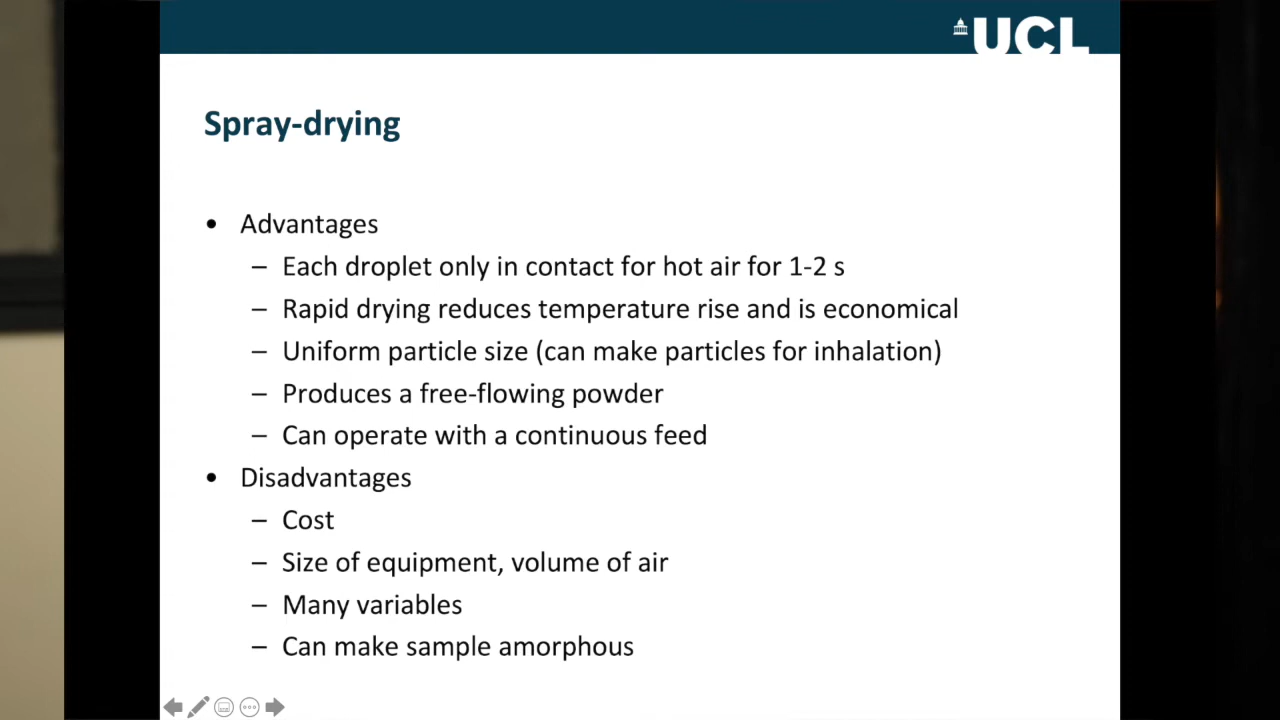 UCL
Spray-drying
• Advantages
– Each droplet only in contact for hot air for 1-2 s
– Rapid drying reduces temperature rise and is economical
– Uniform particle size (can make particles for inhalation)
– Produces a free-flowing powder
– Can operate with a continuous feed
• Disadvantages
– Cost
– Size of equipment, volume of air
– Many variables
– Can make sample amorphous